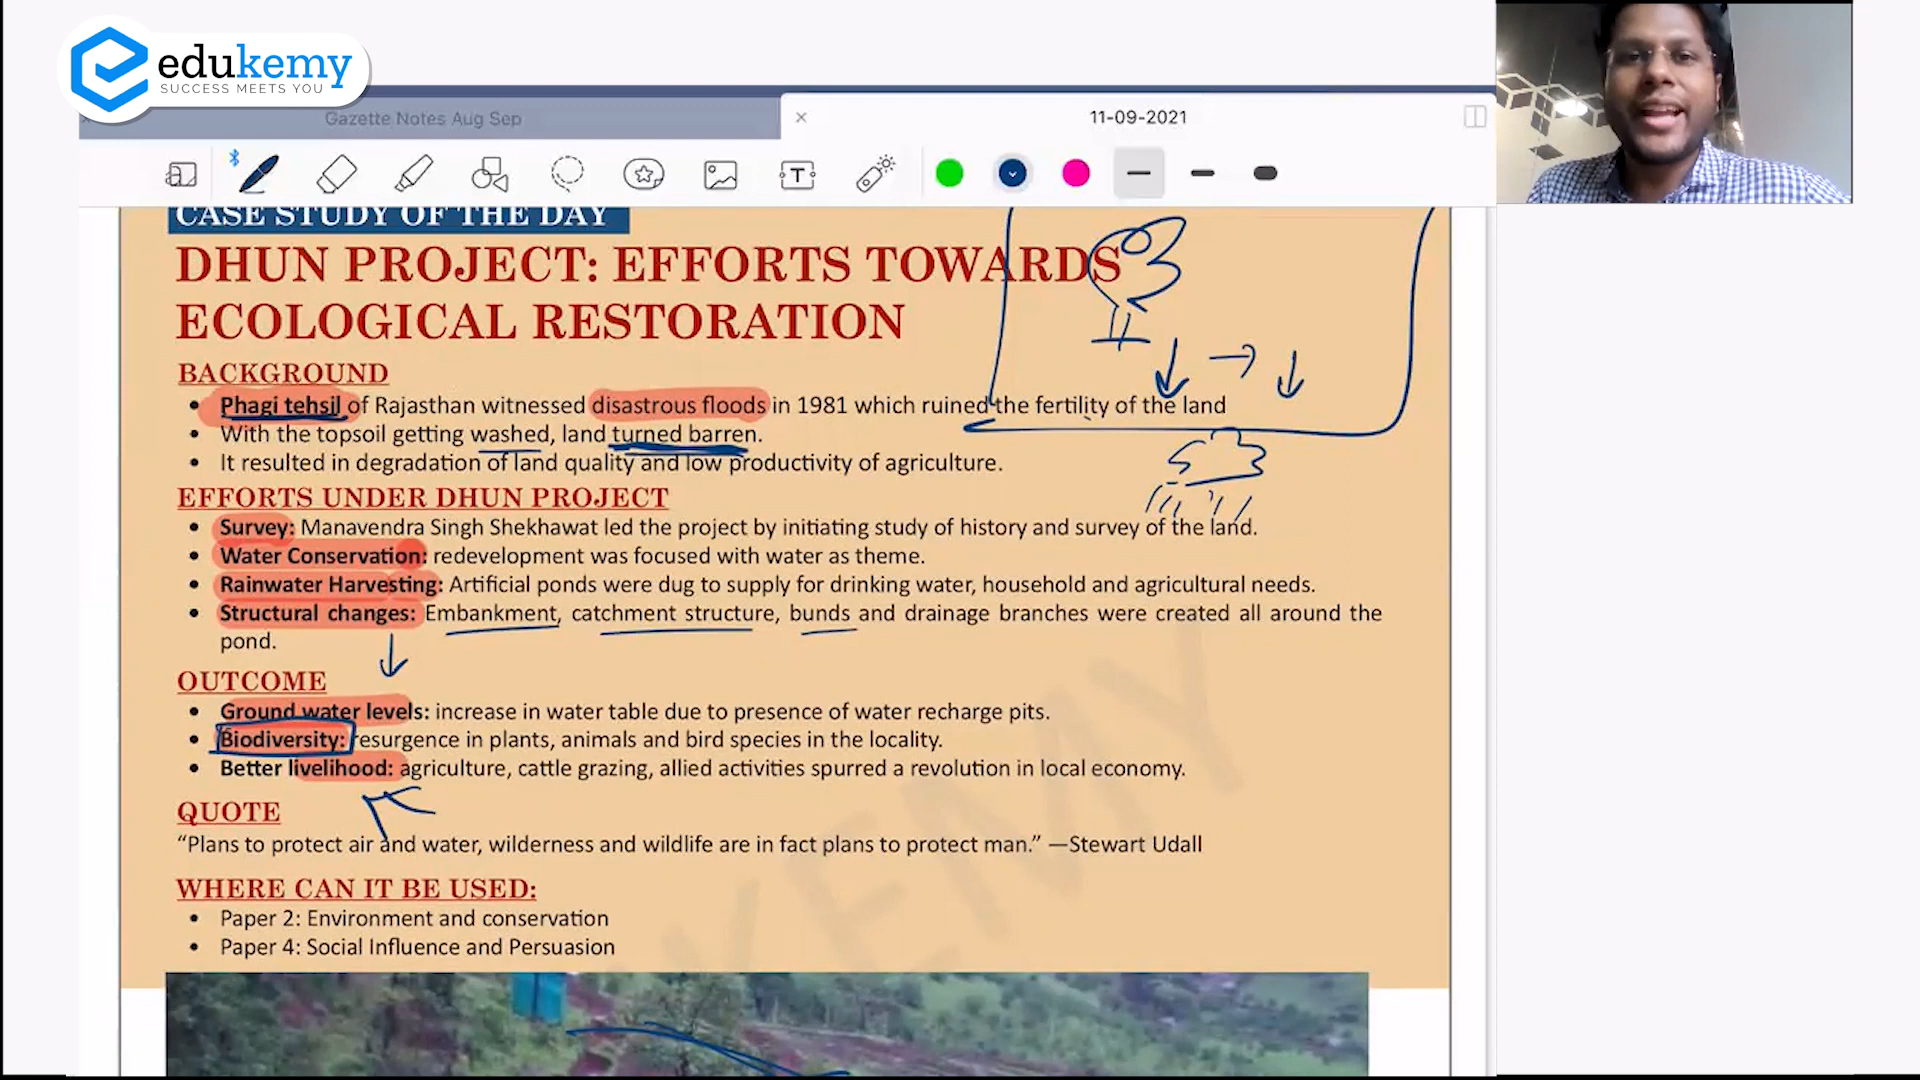 edukemy
SUCCESS MEETS YOU
Gazette Notes Aug Sep
11-09-2021
CASE STUDY OF THE DAY
DHUN PROJECT: EFFORTS TOWARDS
ECOLOGICAL RESTORATION
BACKGROUND
• Phagi tehsil of Rajasthan witnessed disastrous floods in 1981 which ruined the fertility of the land
• With the topsoil getting washed, land turned barren.
• It resulted in degradation of land quality and low productivity of agriculture.
EFFORTS UNDER DHUN PROJECT
• Survey: Manavendra Singh Shekhawat led the project by initiating study of history and survey of the land.
• Water Conservation: redevelopment was focused with water as theme.
• Rainwater Harvesting: Artificial ponds were dug to supply for drinking water, household and agricultural needs.
• Structural changes: Embankment, catchment structure, bunds and drainage branches were created all around the
pond.
OUTCOME
• Ground water levels: increase in water table due to presence of water recharge pits.
• Biodiversity: resurgence in plants, animals and bird species in the locality.
• Better livelihood: agriculture, cattle grazing, allied activities spurred a revolution in local economy.
QUOTE
“Plans to protect air and water, wilderness and wildlife are in fact plans to protect man.” —Stewart Udall
WHERE CAN IT BE USED:
• Paper 2: Environment and conservation
• Paper 4: Social Influence and Persuasion